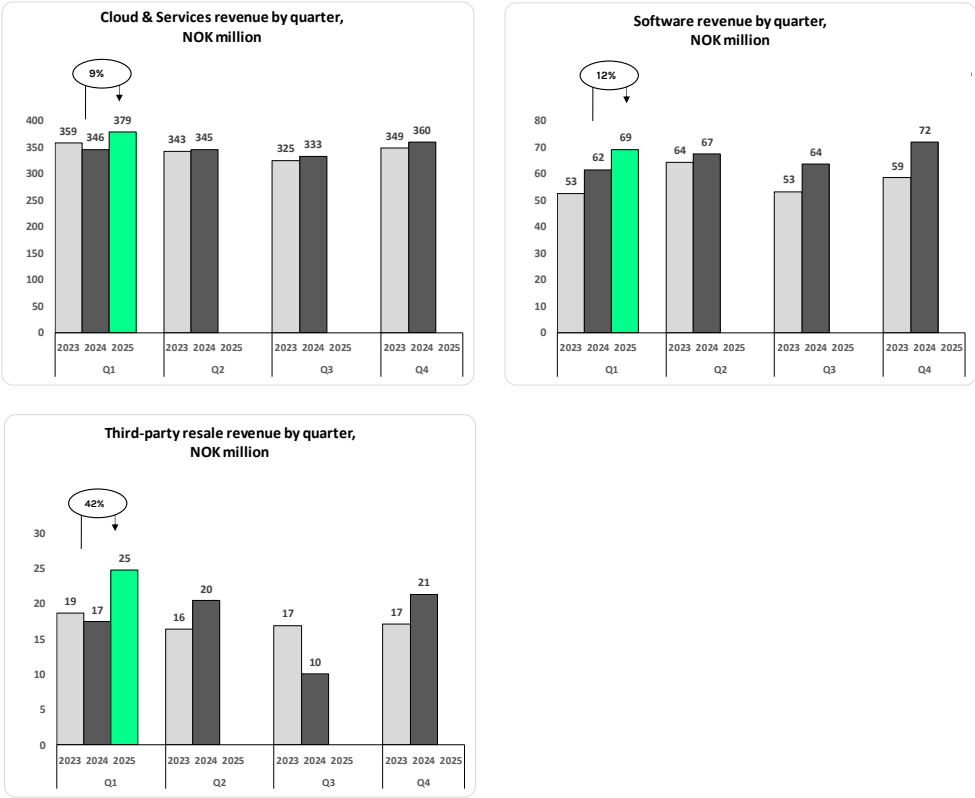 Cloud & Services revenue by quarter,
NOK million
9%
400
350
300
250
200
150
100
50
0
359 346 379
343 345
325 333
349 360
2023 2024 2025 2023 2024 2025 2023 2024 2025 2023 2024 2025
Q1 Q2 Q3 Q4
Software revenue by quarter,
NOK million
12%
80
70
60
50
40
30
20
10
0
53 62 69
64 67
53 64
59 72
2023 2024 2025 2023 2024 2025 2023 2024 2025 2023 2024 2025
Q1 Q2 Q3 Q4
Third-party resale revenue by quarter,
NOK million
42%
30
25
20
15
10
5
0
19 17 25
16 20
17 10
17 21
2023 2024 2025 2023 2024 2025 2023 2024 2025 2023 2024 2025
Q1 Q2 Q3 Q4